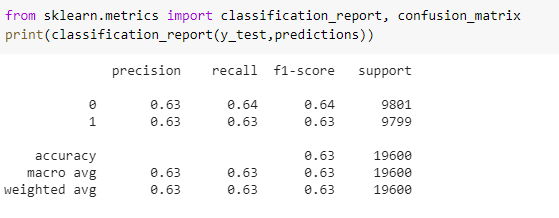 from sklearn.metrics import classification_report, confusion_matrix
print(classification_report(y_test,predictions))
precision recall f1-score support
0 0.63 0.64 0.64 9801
1 0.63 0.63 0.63 9799
accuracy 0.63 19600
macro avg 0.63 0.63 0.63 19600
weighted avg 0.63 0.63 0.63 19600